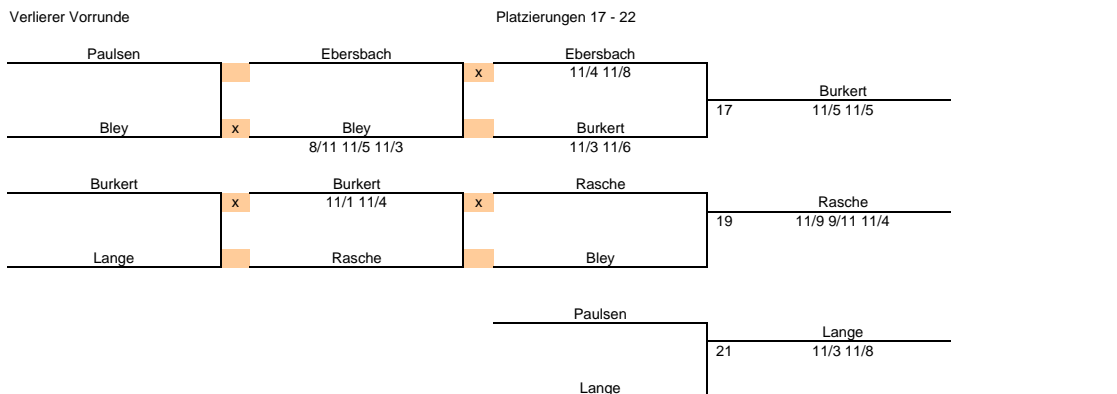 Verlierer Vorrunde Platzierungen 17 - 22
Paulsen Ebersbach Ebersbach
x 11/4 11/8
Burkert
17 11/5 11/5
Bley x Bley Burkert
8/11 11/5 11/3 11/3 11/6
Burkert Burkert Rasche
x 11/1 11/4 x Rasche
19 11/9 9/11 11/4
Lange Rasche Bley
Paulsen
Lange
21 11/3 11/8
Lange